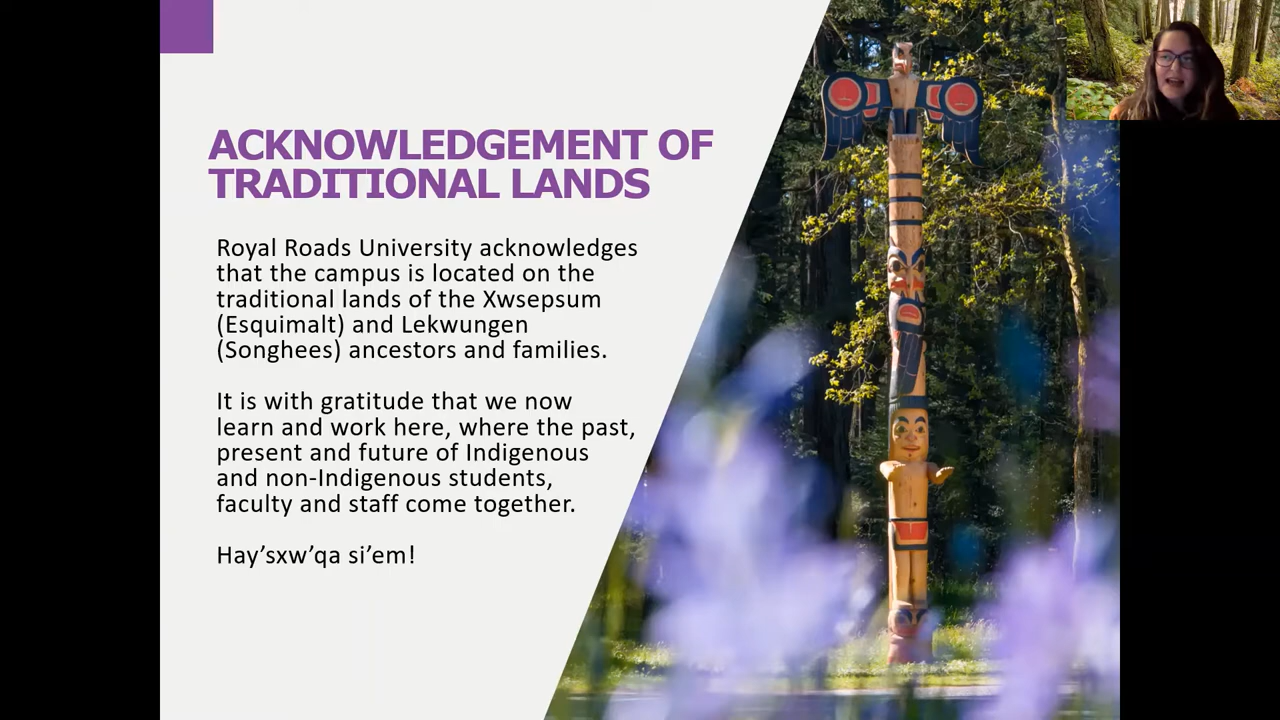 ACKNOWLEDGEMENT OF
TRADITIONAL LANDS
Royal Roads University acknowledges
that the campus is located on the
traditional lands of the Xwsepsum
(Esquimalt) and Lekwungen
(Songhees) ancestors and families.
It is with gratitude that we now
learn and work here, where the past,
present and future of Indigenous
and non-Indigenous students,
faculty and staff come together.
Hay’sxw’qa si’em!